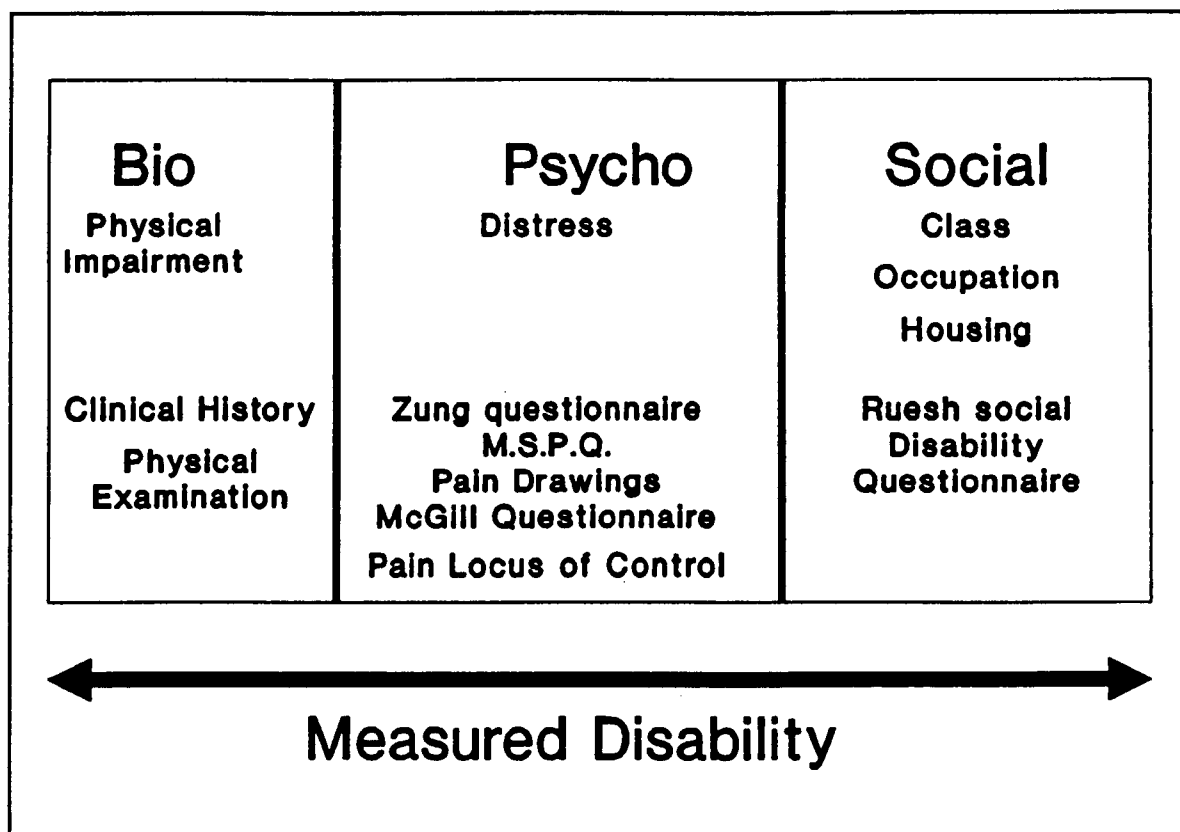 Bio
Physical
Impairment
Clinical History
Physical
Examination
Psycho
Distress
Zung questionnaire
M.S.P.Q.
Pain Drawings
McGill Questionnaire
Pain Locus of Control
Social
Class
Occupation
Housing
Ruesh social
Disability
Questionnaire
Measured Disability